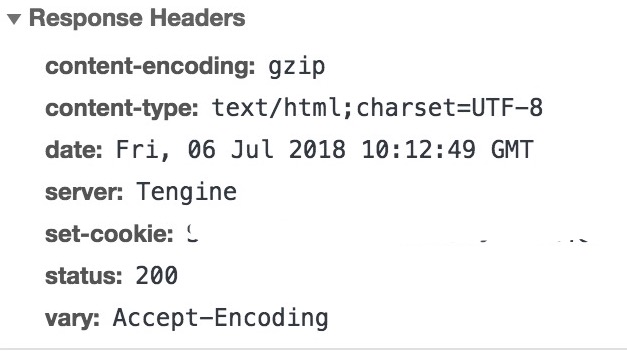 ▼ Response Headers
content-encoding: gzip
content-type: text/html;charset=UTF-8
date: Fri, 06 Jul 2018 10:12:49 GMT
server: Tengine
set-cookie:
status: 200
vary: Accept-Encoding